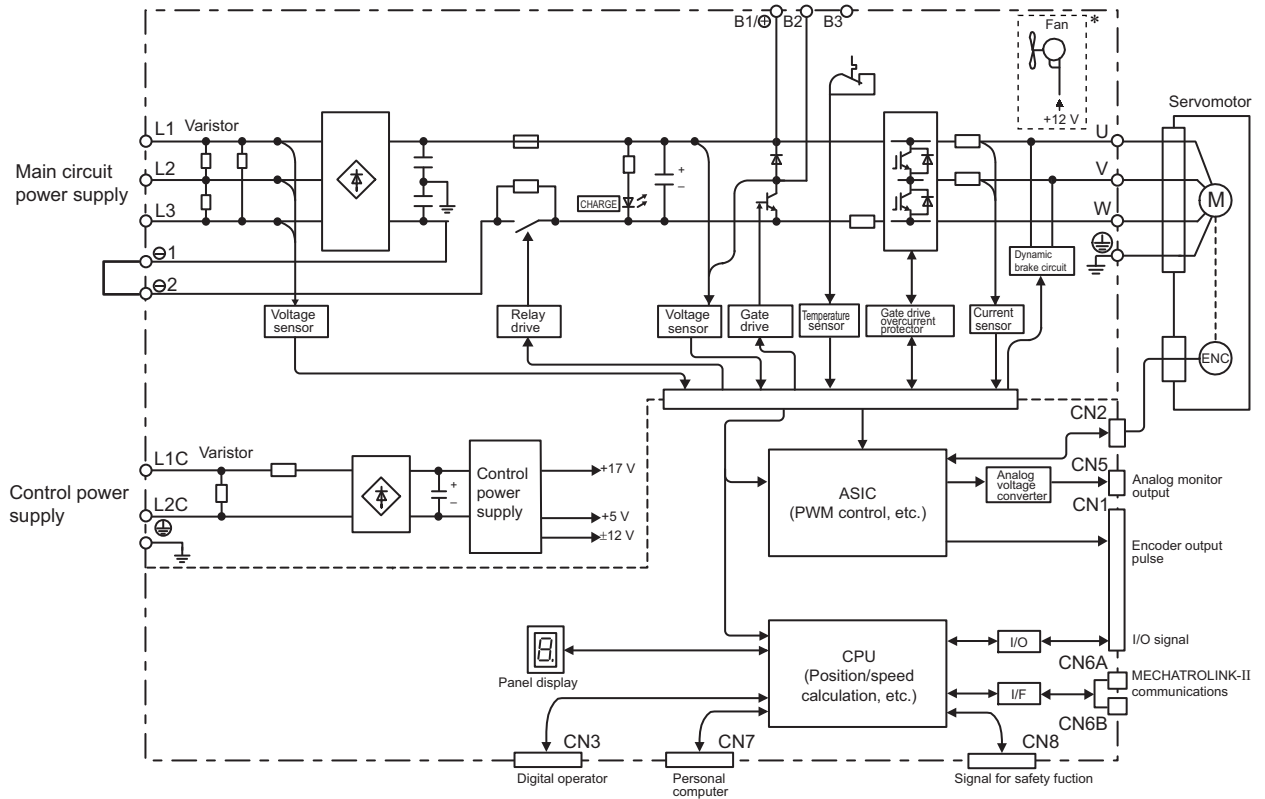 B1/⊕ B2 B3
Fan *
+12 V
Servomotor
Main circuit
power supply
L1 Varistor
L2
L3
⊖1
⊖2
CHARGE
+
–
U
V
W
M
ENC
Dynamic
brake circuit
Voltage
sensor
Relay
drive
Voltage
sensor
Gate
drive
Temperature
sensor
Gate drive
overcurrent
protector
Current
sensor
Control power
supply
L1C Varistor
L2C
+
–
Control
power
supply
+17 V
+5 V
±12 V
ASIC
(PWM control, etc.)
Analog
voltage
converter
CN2
CN5
Analog monitor
output
CN1
Encoder output
pulse
I/O signal
CPU
(Position/speed
calculation, etc.)
I/O
I/F
CN6A
MECHATROLINK-II
communications
CN6B
8.
Panel display
CN3
Digital operator
CN7
Personal
computer
CN8
Signal for safety fuction